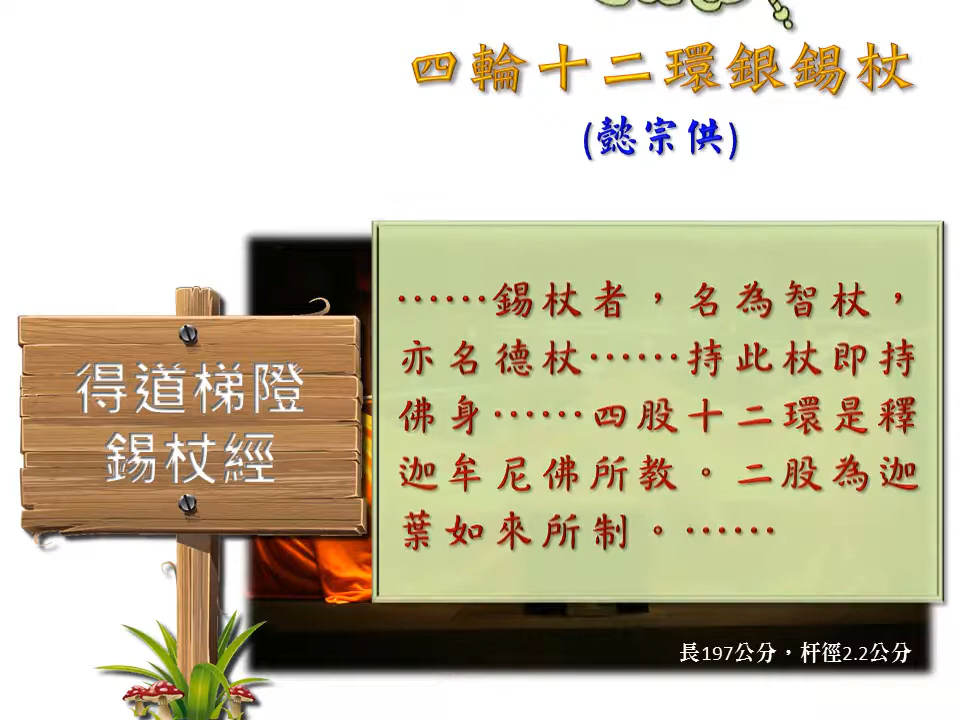 四輪十二環銀錫杖
(懿宗供)
得道梯隥
錫杖經
……錫杖者，名為智杖，
亦名德杖……持此杖即持
佛身……四股十二環是釋
迦牟尼佛所教。二股為迦
葉如來所制。……
長197公分，杆徑2.2公分